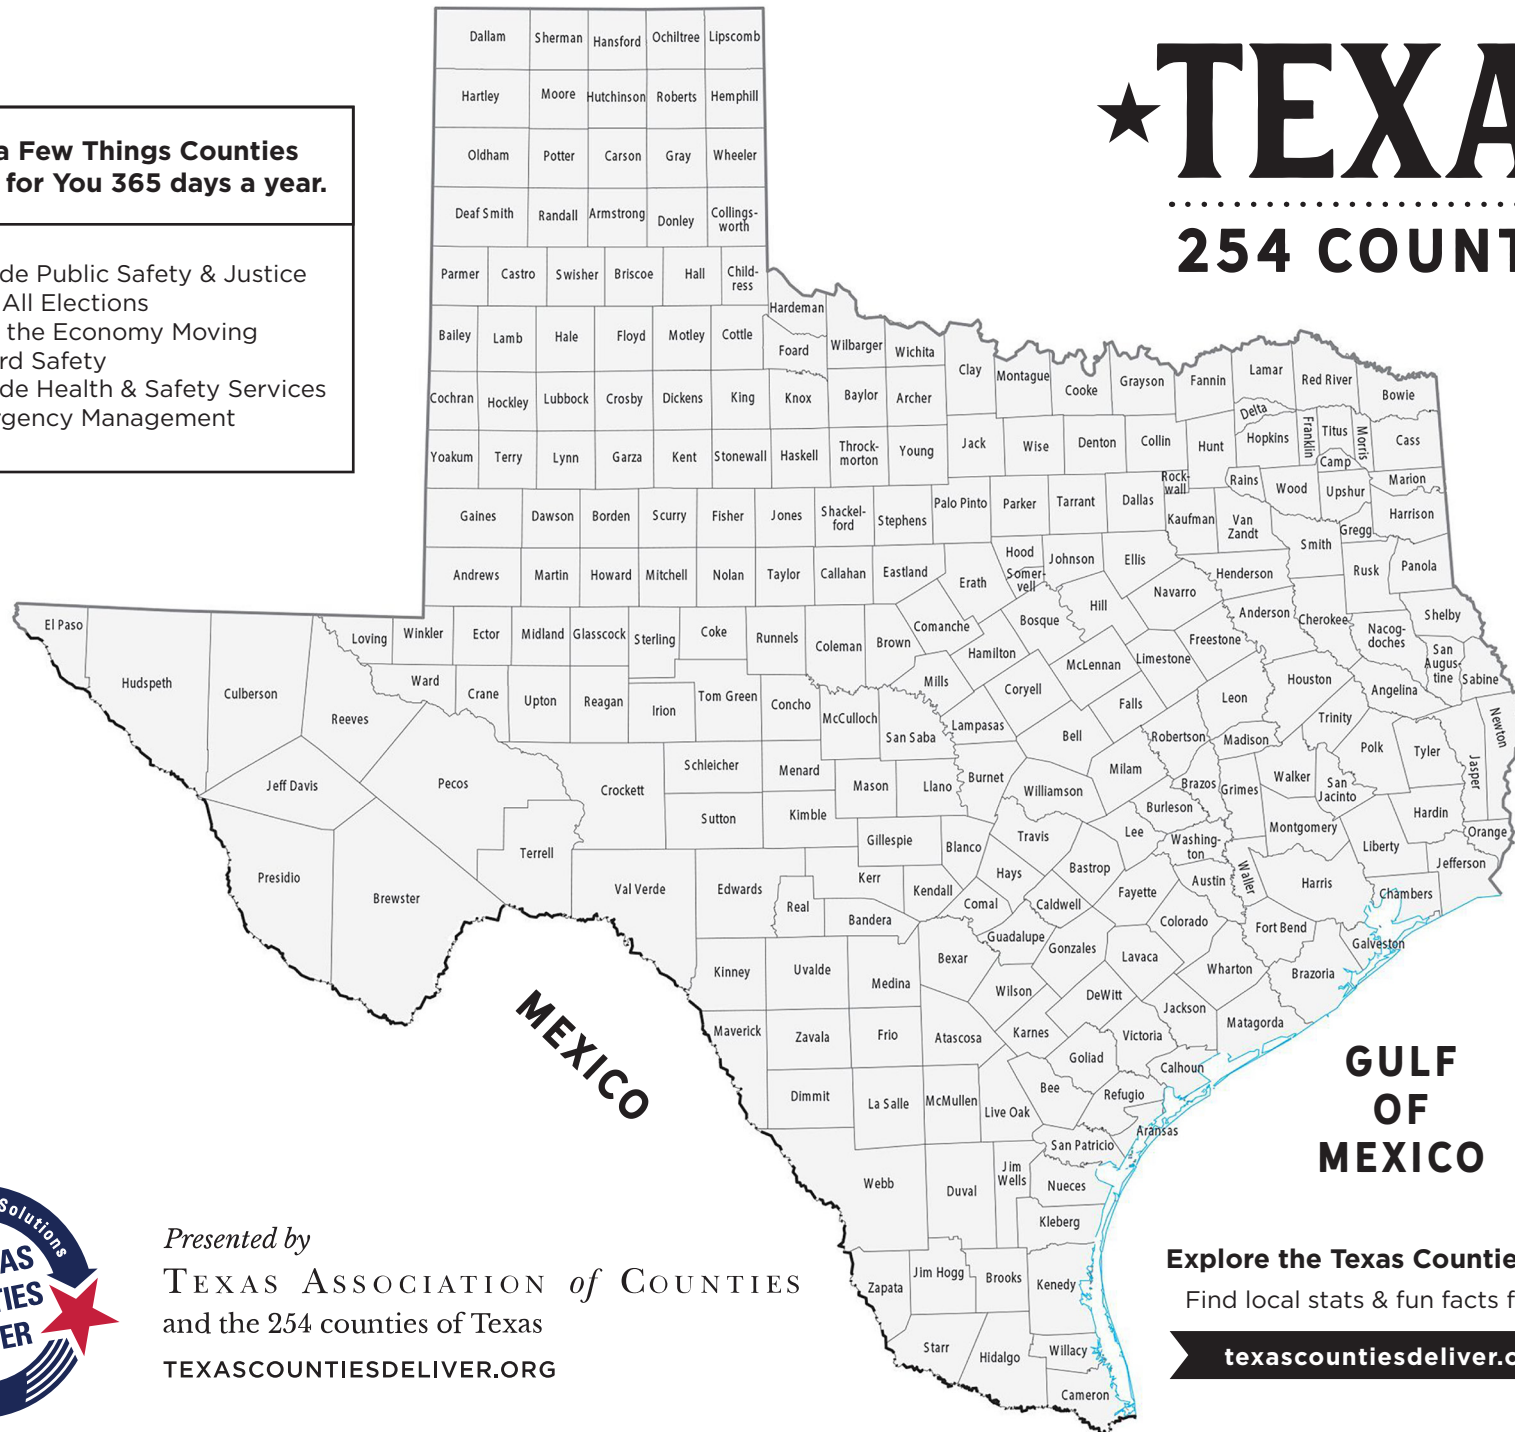 a Few Things Counties
for You 365 days a year.
de Public Safety & Justice
All Elections
the Economy Moving
rd Safety
de Health & Safety Services
rgency Management
TEXA
254 COUNT
Dallam Sherman Hansford Ochiltree Lipscomb
Hartley Moore Hutchinson Roberts Hemphill
Oldham Potter Carson Gray Wheeler
Deaf Smith Randall Armstrong Donley Collings-
worth
Parmer Castro Swisher Briscoe Hall Child-
ress
Hardeman
Bailey Lamb Hale Floyd Motley Cottle Foard Wilbarger Wichita
Clay Montague Cooke Grayson Fannin Lamar Red River Bowie
Cochran Hockley Lubbock Crosby Dickens King Knox Baylor Archer
Delta
Yoakum Terry Lynn Garza Kent Stonewall Haskell Throck-
morton Young Jack Wise Denton Collin Hunt Hopkins Franklin Titus Morris Cass
Camp
Rock-
wall Rains Wood Upshur Marion
Gaines Dawson Borden Scurry Fisher Jones Shackel-
ford Stephens Palo Pinto Parker Tarrant Dallas Kaufman Van
Zandt Smith Gregg Harrison
Andrews Martin Howard Mitchell Nolan Taylor Callahan Eastland Erath Hood Somer-
vell Johnson Ellis Henderson Rusk Panola
Navarro
El Paso Hudspeth Culberson Reeves Loving Winkler Ector Midland Glasscock Sterling Coke Runnels Coleman Brown Comanche Bosque Hill Anderson Cherokee Nacog-
doches Shelby
Hamilton McLennan Limestone Freestone San
Augus-
tine Sabine
Ward Crane Upton Reagan Irion Tom Green Concho McCulloch San Saba Mills Lampasas Coryell Falls Leon Houston Angelina
Newton
Bell Robertson Madison Trinity Polk Tyler Jasper
Jeff Davis Pecos Crockett Schleicher Menard Mason Llano Burnet Williamson Milam Brazos Grimes Walker San
Jacinto
Sutton Kimble Burleson Hardin
Terrell Gillespie Blanco Travis Lee Washing-
ton Montgomery Liberty Orange
Jefferson
Presidio Brewster Val Verde Edwards Real Kerr Kendall Hays Bastrop Fayette Austin Waller Harris Chambers
Bandera Comal Caldwell Colorado Fort Bend
Guadalupe Gonzales Galveston
Kinney Uvalde Medina Bexar Wilson Lavaca Wharton Brazoria
DeWitt Jackson Matagorda
Maverick Zavala Frio Atascosa Karnes Victoria
Goliad Calhoun
Dimmit La Salle McMullen Live Oak Bee Refugio
Aransas
San Patricio
Webb Duval Jim
Wells Nueces
Kleberg
Zapata Jim Hogg Brooks Kenedy
Starr Hidalgo Willacy
Cameron
MEXICO
GULF
OF
MEXICO
Solutions
AS
TIES
ER
Presented by
TEXAS ASSOCIATION of COUNTIES
and the 254 counties of Texas
TEXASCOUNTIESDELIVER.ORG
Explore the Texas Countie
Find local stats & fun facts f
texascountiesdeliver.o